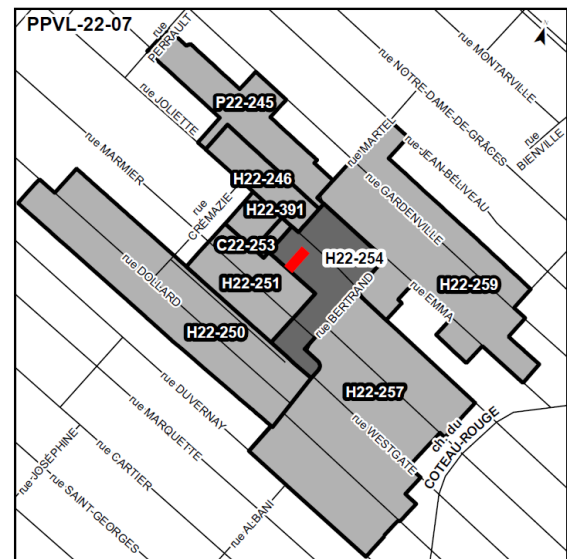 PPVL-22-07
rue
PERRAULT
rue MONTARVILLE
rue NOTRE-DAME-DE-GRÂCES
rue
BIENVILLE
rue JOLIETTE
P22-245
rue MARTEL
rue JEAN-BÉLIVEAU
rue MARMIER
H22-246
rue GARDENVILLE
rue
CRÉMAZIE
H22-391
C22-253
H22-254
rue DOLLARD
H22-251
H22-259
rue BERTRAND
rue EMMA
H22-250
H22-257
rue DUVERNAY
rue MARQUETTE
rue WESTGATE
ch. du
COTEAU-ROUGE
rue JOSÉPHINE
rue CARTIER
rue SAINT-GEORGES
rue ALBANI